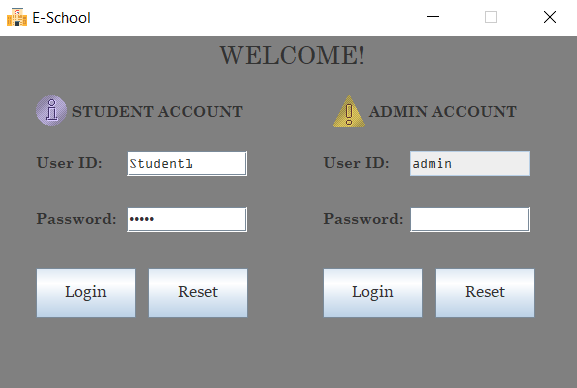 E-School
WELCOME!
STUDENT ACCOUNT
User ID: Student1
Password: •••••
Login Reset
ADMIN ACCOUNT
User ID: admin
Password:
Login Reset